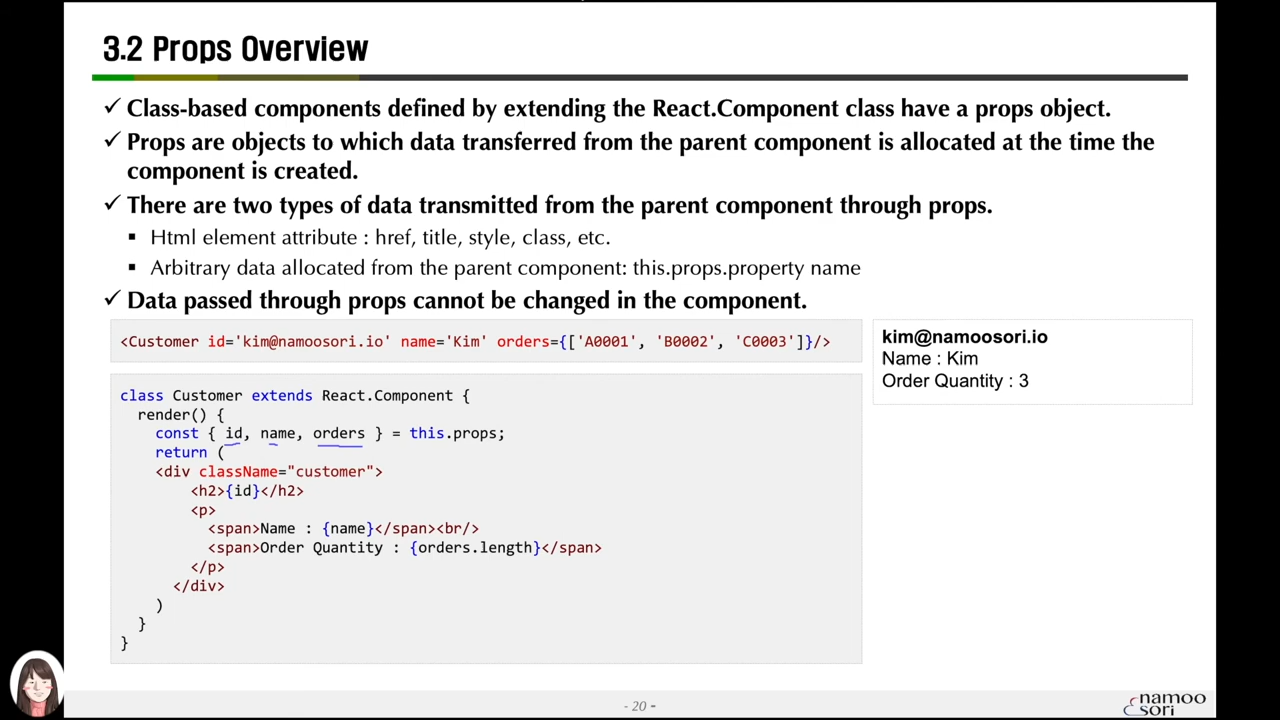 3.2 Props Overview
✓ Class-based components defined by extending the React.Component class have a props object.
✓ Props are objects to which data transferred from the parent component is allocated at the time the
component is created.
✓ There are two types of data transmitted from the parent component through props.
▪ Html element attribute : href, title, style, class, etc.
▪ Arbitrary data allocated from the parent component: this.props.property name
✓ Data passed through props cannot be changed in the component.
<Customer id='kim@namoosori.io' name='Kim' orders={['A0001', 'B0002', 'C0003']}/>
class Customer extends React.Component {
render() {
const { id, name, orders } = this.props;
return (
<div className="customer">
<h2>{id}</h2>
<p>
<span>Name : {name}</span><br/>
<span>Order Quantity : {orders.length}</span>
</p>
</div>
)
}
}
kim@namoosori.io
Name : Kim
Order Quantity : 3
- 20 -
namoo
sori